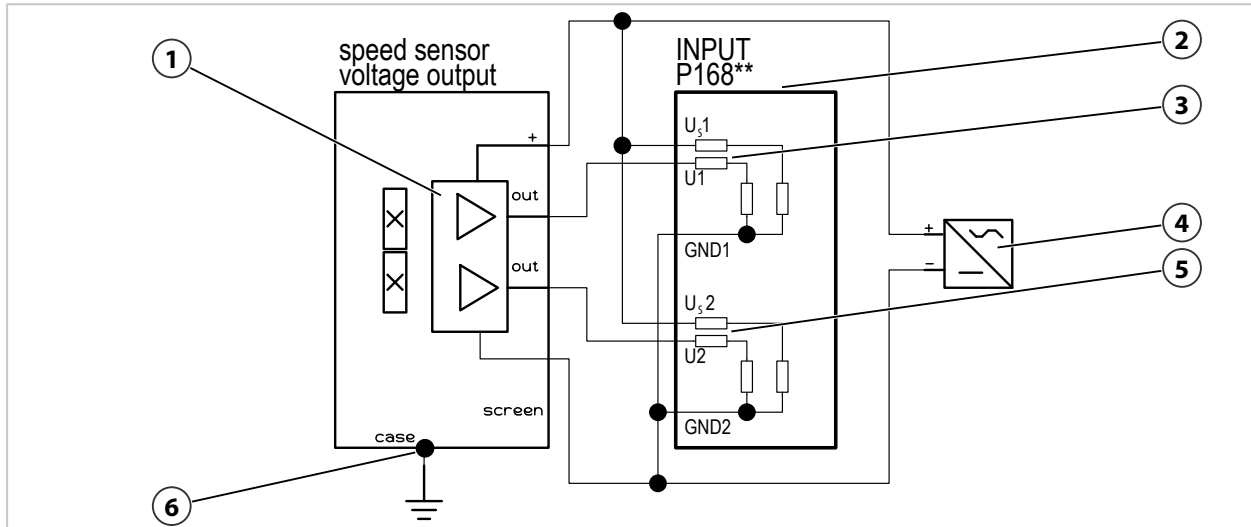 speed sensor
voltage output
INPUT
P168**
1
2
3
4
5
6
+
out
out
screen
case
Us1
U1
GND1
Us2
U2
GND2
+
−